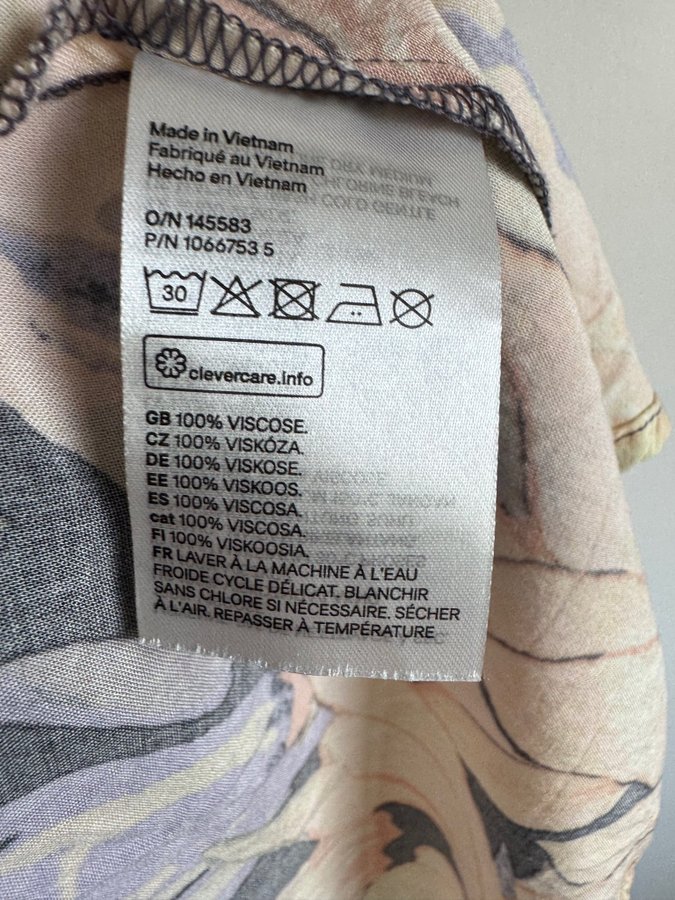 Made in Vietnam
Fabriqué au Vietnam
Hecho en Vietnam
O/N 145583
P/N 1066753 5
30
clevercare.info
GB 100% VISCOSE.
CZ 100% VISKÓZA.
DE 100% VISKOSE.
EE 100% VISKOOS.
ES 100% VISCOSA.
cat 100% VISCOSA.
FI 100% VISKOOSIA.
FR LAVER À LA MACHINE À L'EAU
FROIDE CYCLE DÉLICAT. BLANCHIR
SANS CHLORE SI NÉCESSAIRE. SÉCHER
À L'AIR. REPASSER À TEMPÉRATURE